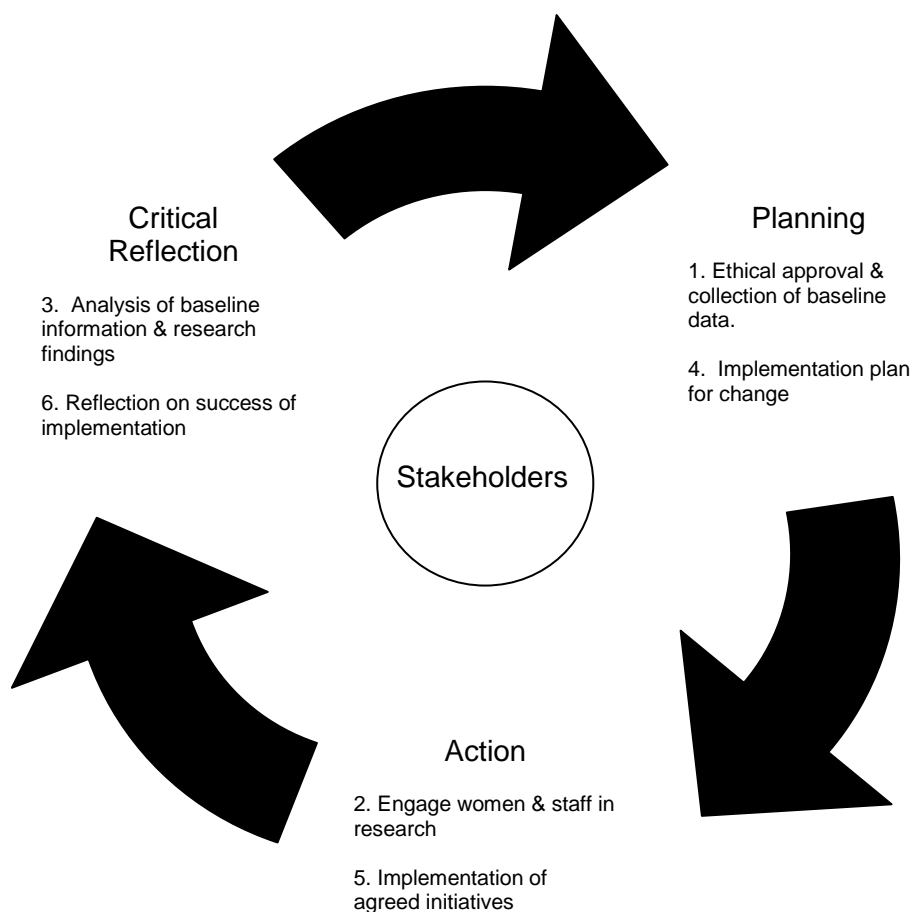 Critical
Reflection
3. Analysis of baseline
information & research
findings
6. Reflection on success of
implementation
Planning
1. Ethical approval &
collection of baseline
data.
4. Implementation plan
for change
Stakeholders
Action
2. Engage women & staff in
research
5. Implementation of
agreed initiatives